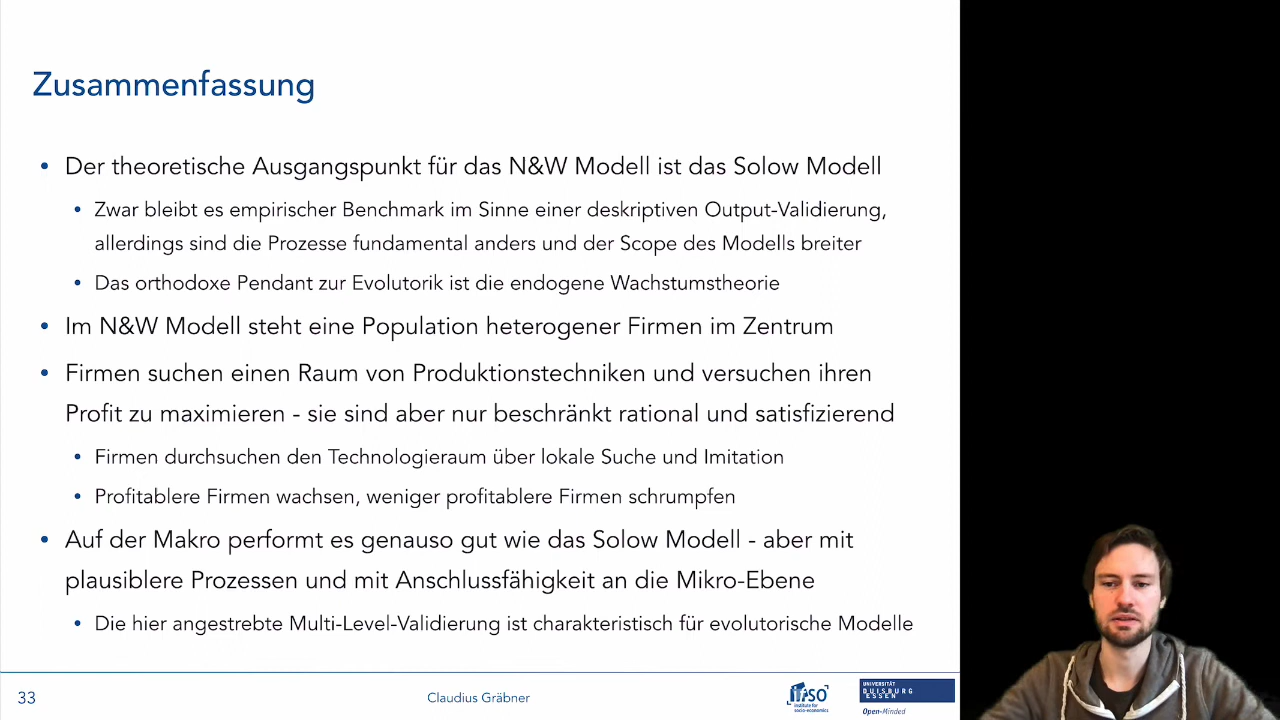 Zusammenfassung
• Der theoretische Ausgangspunkt für das N&W Modell ist das Solow Modell
• Zwar bleibt es empirischer Benchmark im Sinne einer deskriptiven Output-Validierung,
allerdings sind die Prozesse fundamental anders und der Scope des Modells breiter
• Das orthodoxe Pendant zur Evolutorik ist die endogene Wachstumstheorie
• Im N&W Modell steht eine Population heterogener Firmen im Zentrum
• Firmen suchen einen Raum von Produktionstechniken und versuchen ihren
Profit zu maximieren - sie sind aber nur beschränkt rational und satisfizierend
• Firmen durchsuchen den Technologieraum über lokale Suche und Imitation
• Profitablere Firmen wachsen, weniger profitablere Firmen schrumpfen
• Auf der Makro performt es genauso gut wie das Solow Modell - aber mit
plausiblere Prozessen und mit Anschlussfähigkeit an die Mikro-Ebene
• Die hier angestrebte Multi-Level-Validierung ist charakteristisch für evolutorische Modelle
33
Claudius Gräbner
ifso
institute for
socio-economics
UNIVERSITÄT
DUISBURG
ESSEN
Open-Minded